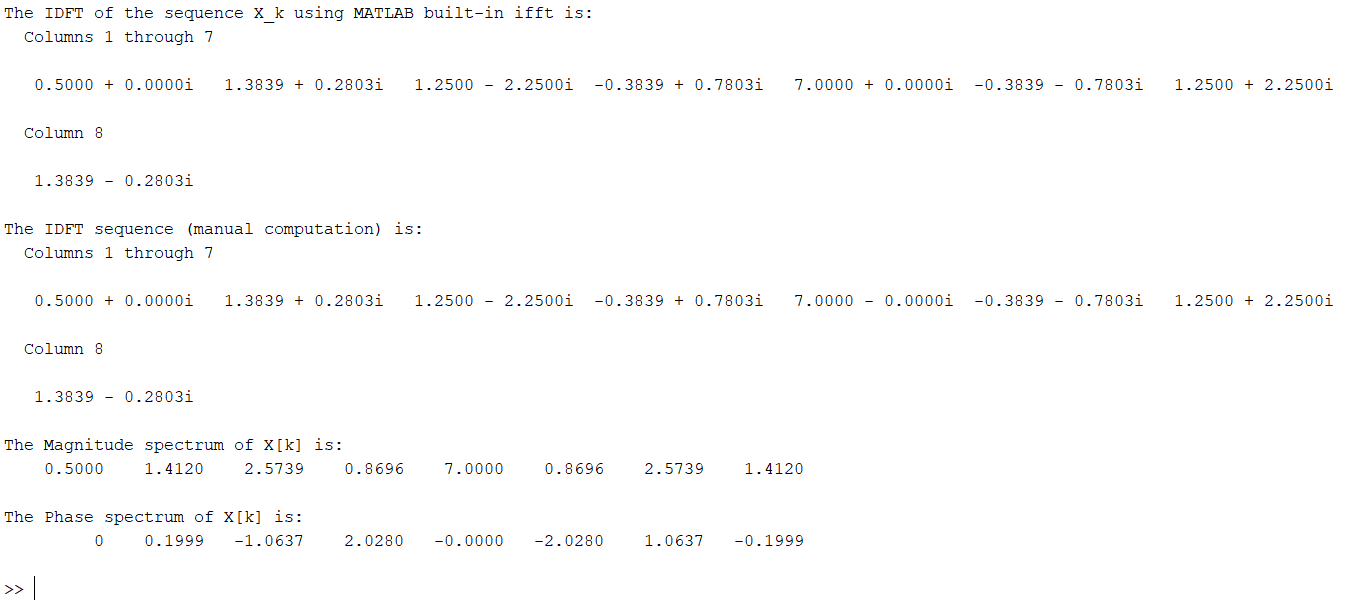 The IDFT of the sequence X_k using MATLAB built-in ifft is:
Columns 1 through 7
0.5000 + 0.0000i 1.3839 + 0.2803i 1.2500 - 2.2500i -0.3839 + 0.7803i 7.0000 + 0.0000i -0.3839 - 0.7803i 1.2500 + 2.2500i
Column 8
1.3839 - 0.2803i
The IDFT sequence (manual computation) is:
Columns 1 through 7
0.5000 + 0.0000i 1.3839 + 0.2803i 1.2500 - 2.2500i -0.3839 + 0.7803i 7.0000 - 0.0000i -0.3839 - 0.7803i 1.2500 + 2.2500i
Column 8
1.3839 - 0.2803i
The Magnitude spectrum of X[k] is:
0.5000 1.4120 2.5739 0.8696 7.0000 0.8696 2.5739 1.4120
The Phase spectrum of X[k] is:
0 0.1999 -1.0637 2.0280 -0.0000 -2.0280 1.0637 -0.1999
>>